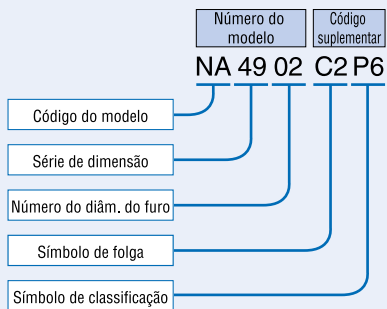 Número do
modelo
Código
suplementar
NA 49 02 C2 P6
Código do modelo
Série de dimensão
Número do diâm. do furo
Símbolo de folga
Símbolo de classificação